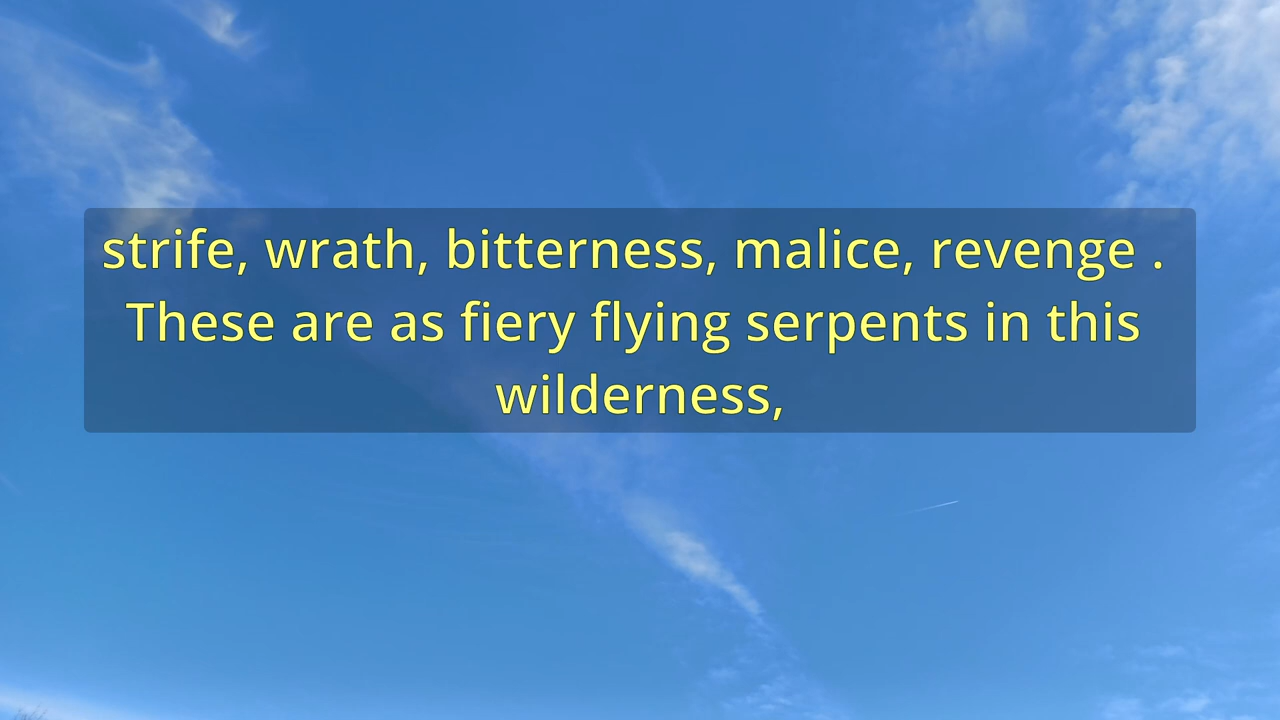 strife, wrath, bitterness, malice, revenge .
These are as fiery flying serpents in this
wilderness,